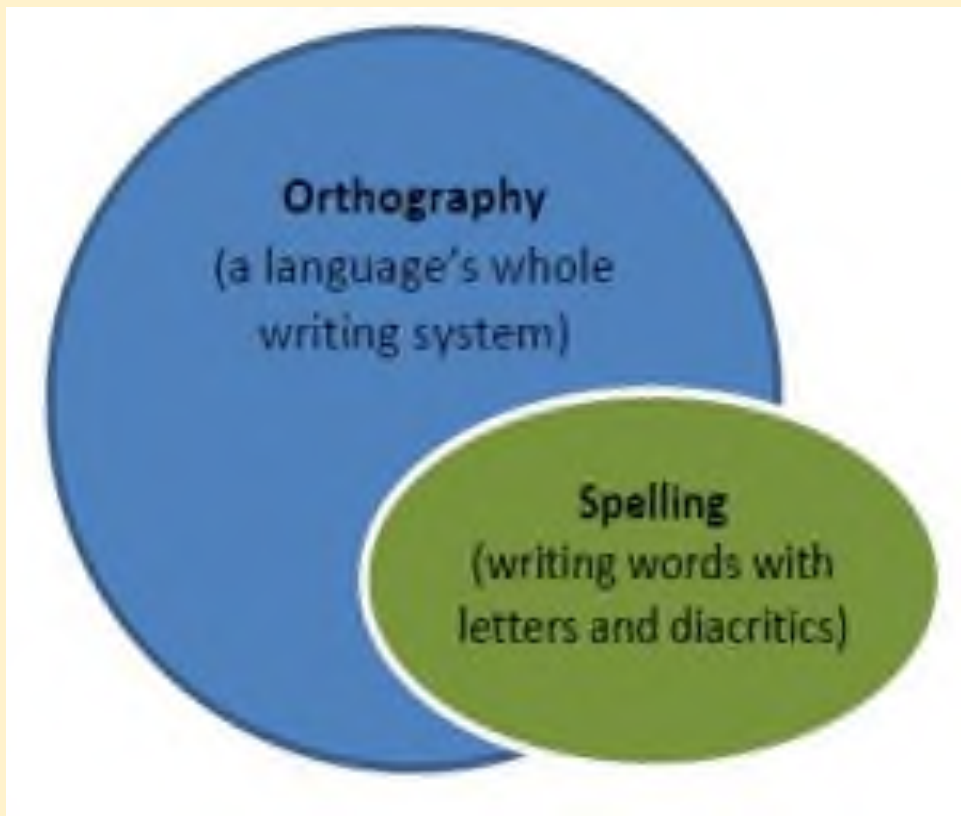 Orthography
(a language's whole
writing system)
Spelling
(writing words with
letters and diacritics)